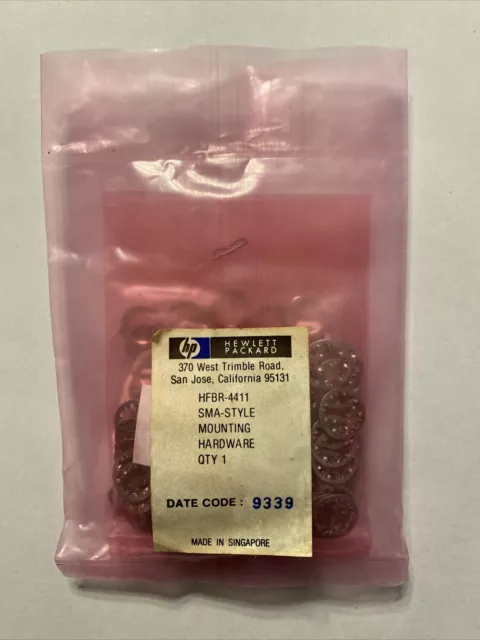 hp HEWLETT
PACKARD
370 West Trimble Road,
San Jose, California 95131
HFBR-4411
SMA-STYLE
MOUNTING
HARDWARE
QTY 1
DATE CODE: 9339
MADE IN SINGAPORE